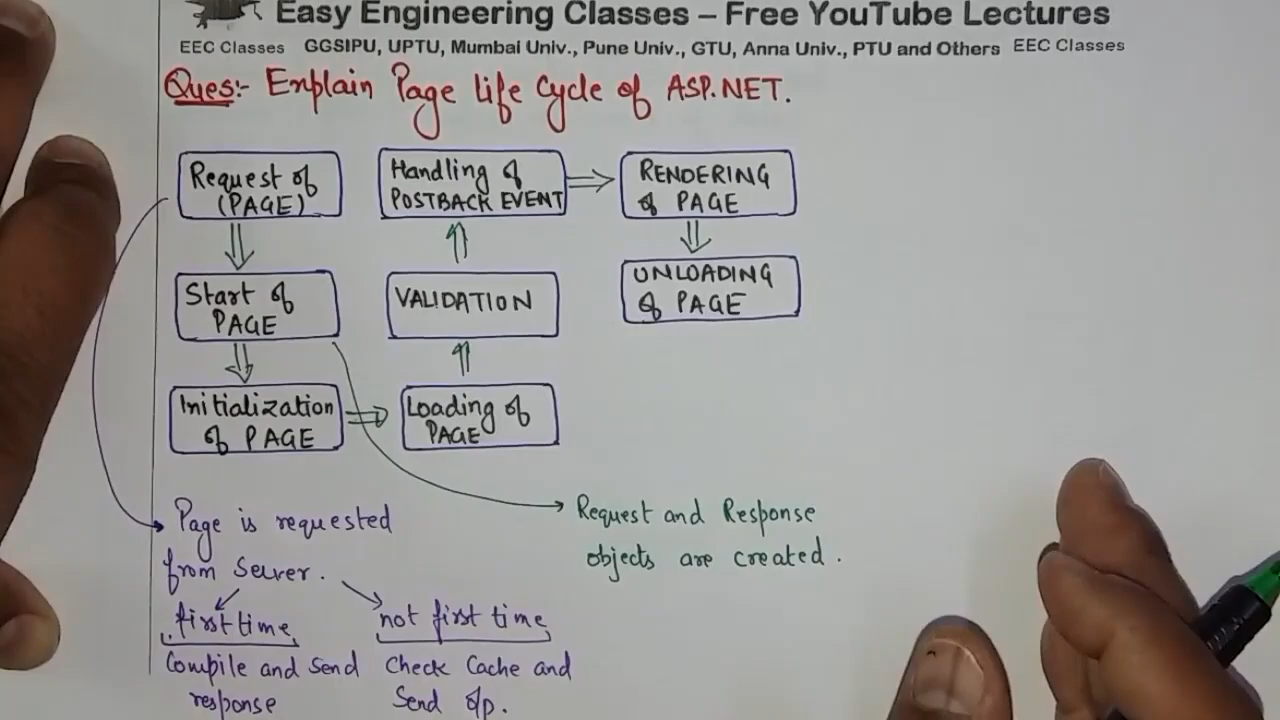 Easy Engineering Classes – Free YouTube Lectures
EEC Classes GGSIPU, UPTU, Mumbai Univ., Pune Univ., GTU, Anna Univ., PTU and Others EEC Classes
Ques:- Explain Page life Cycle of ASP.NET.
Request of
(PAGE)
Start of
PAGE
Initialization
of PAGE
Loading of
PAGE
VALIDATION
Handling of
POSTBACK EVENT
RENDERING
of PAGE
UNLOADING
of PAGE
Page is requested
from Server.
first time
Compile and Send
response
not first time
Check Cache and
Send o/p.
Request and Response
objects are created.